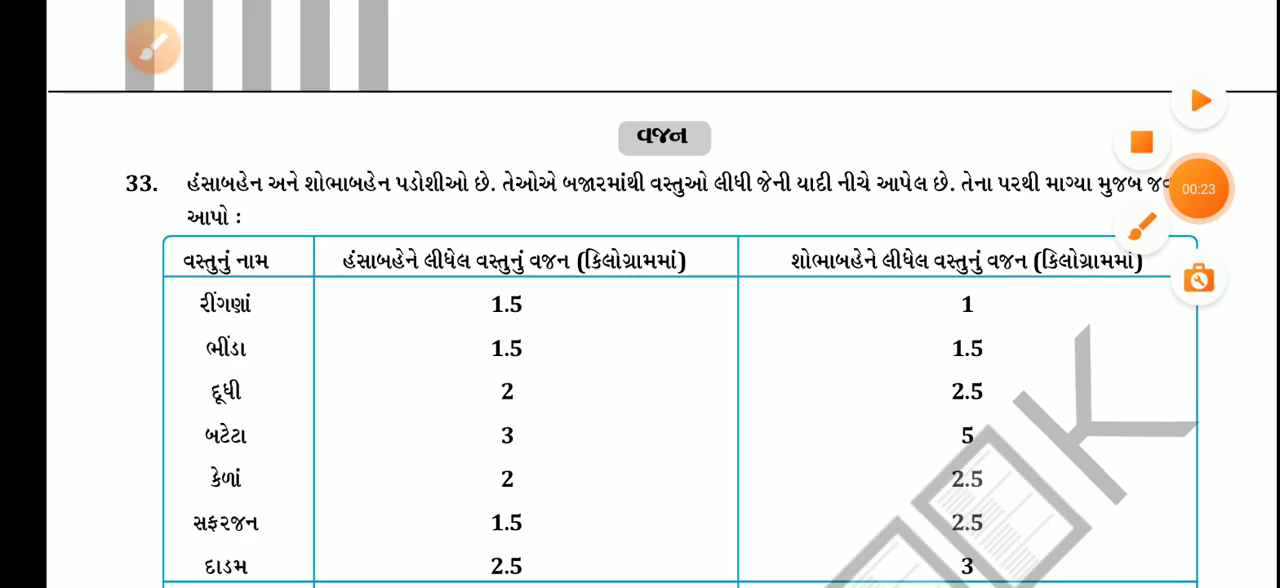 વજન
33. હંસાબહેન અને શોભાબહેન પડોશીઓ છે. તેઓએ બજારમાંથી વસ્તુઓ લીધી જેની યાદી નીચે આપેલ છે. તેના પરથી માગ્યા મુજબ
00:23
આપો :
વસ્તુનું નામ હંસાબહેને લીધેલ વસ્તુનું વજન (કિલોગ્રામમાં) શોભાબહેને લીધેલ વસ્તુનું વજન (કિલોગ્રામમાં)
રીંગણાં 1.5 1
ભીંડા 1.5 1.5
દૂધી 2 2.5
બટેટા 3 5
કેળાં 2 2.5
સફરજન 1.5 2.5
દાડમ 2.5 3
K